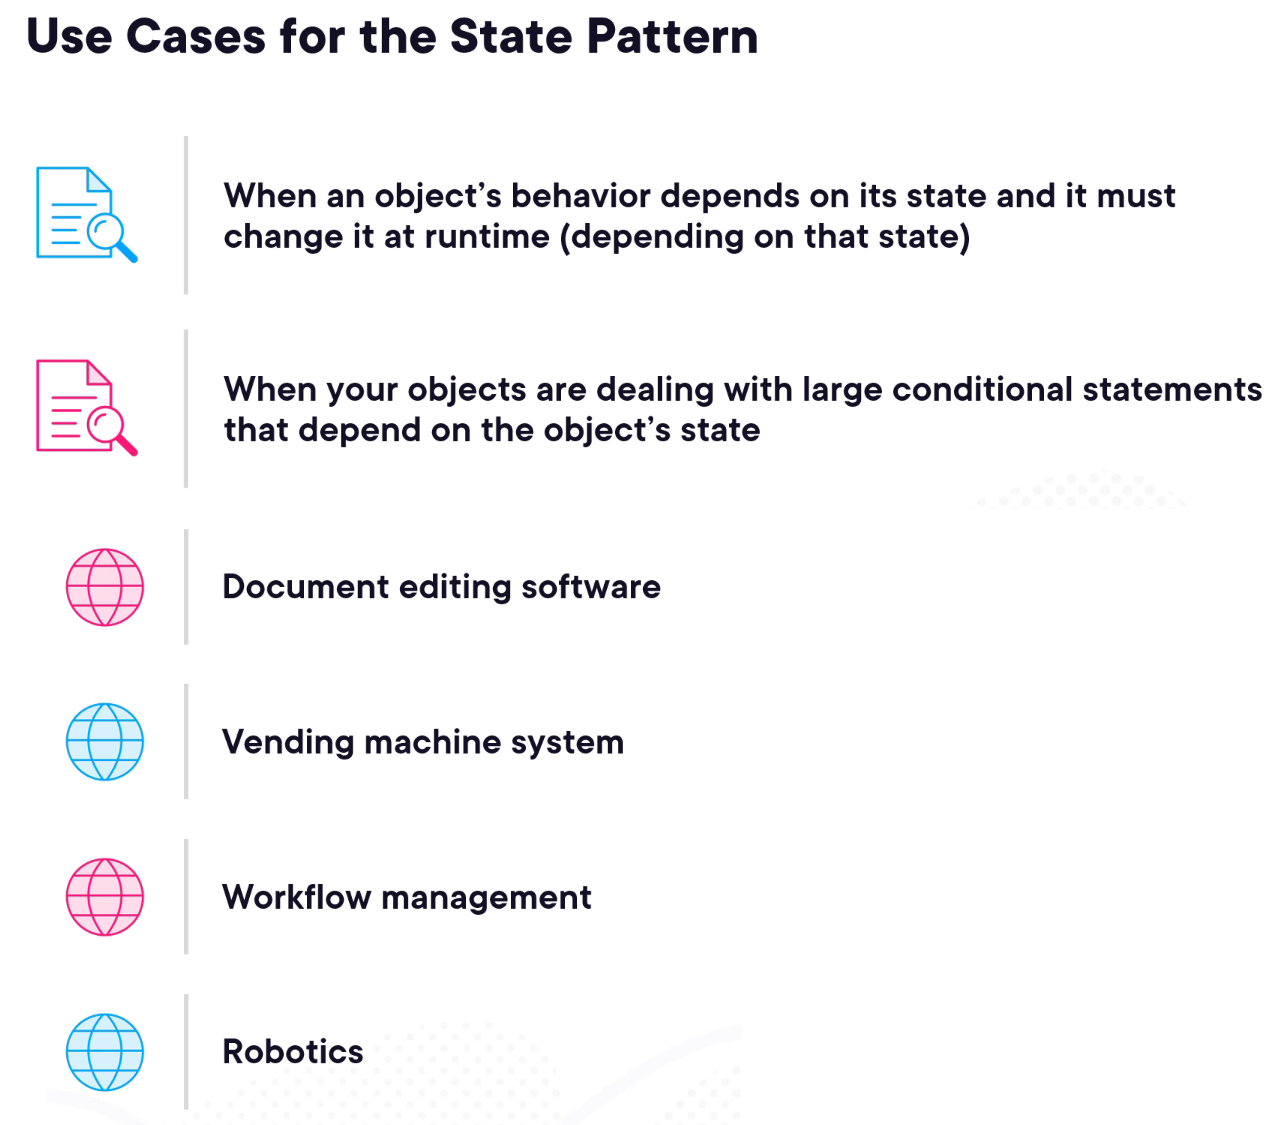 Use Cases for the State Pattern
When an object’s behavior depends on its state and it must
change it at runtime (depending on that state)
When your objects are dealing with large conditional statements
that depend on the object’s state
Document editing software
Vending machine system
Workflow management
Robotics